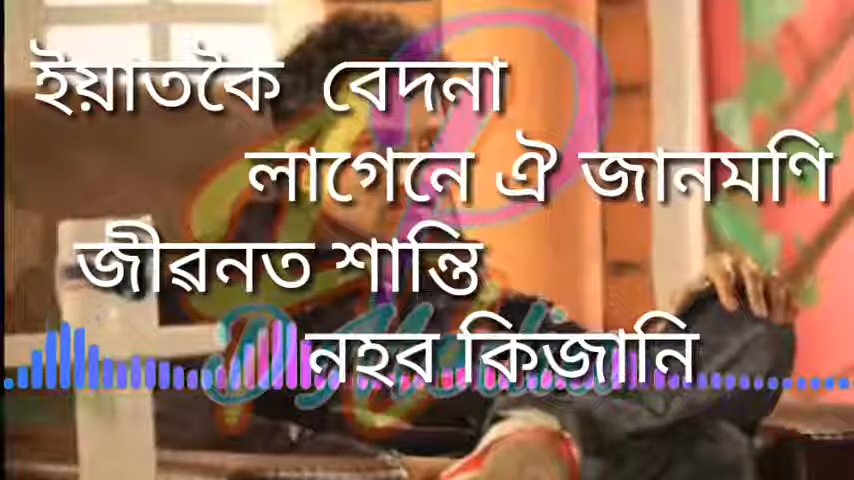 ইয়াতকৈ বেদনা
লাগেনে ঐ জানমণি
জীৱনত শান্তি
নহব কিজানি